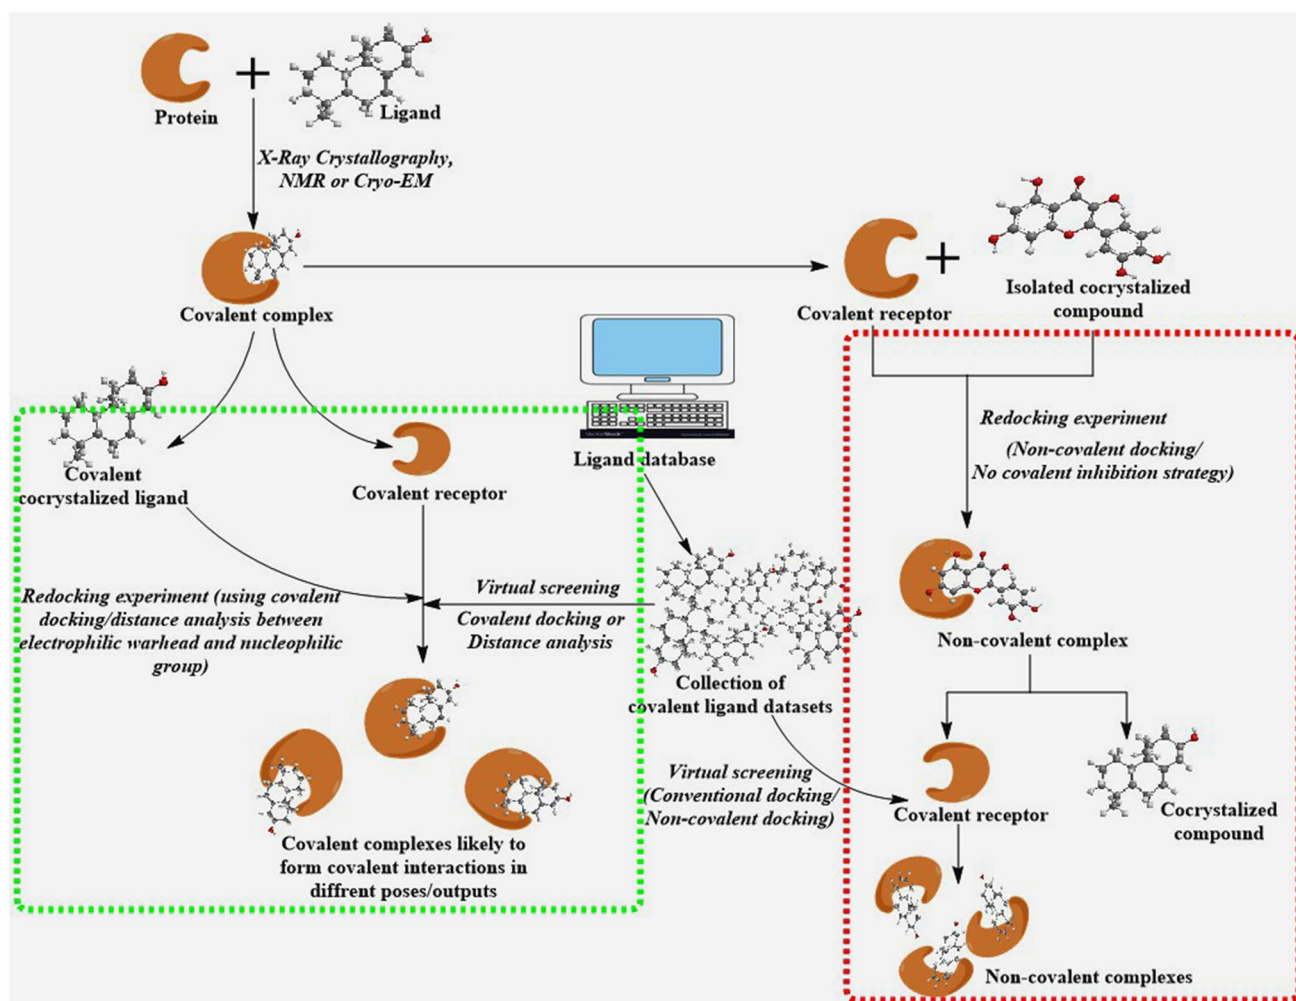 Protein
Ligand
X-Ray Crystallography,
NMR or Cryo-EM
Covalent complex
Covalent receptor
Isolated cocrystalized
compound
Covalent
cocrystalized ligand
Covalent receptor
Ligand database
Redocking experiment
(Non-covalent docking/
No covalent inhibition strategy)
Redocking experiment (using covalent
docking/distance analysis between
electrophilic warhead and nucleophilic
group)
Virtual screening
Covalent docking or
Distance analysis
Non-covalent complex
Collection of
covalent ligand datasets
Virtual screening
(Conventional docking/
Non-covalent docking)
Covalent receptor
Cocrystalized
compound
Covalent complexes likely to
form covalent interactions in
diffrent poses/outputs
Non-covalent complexes